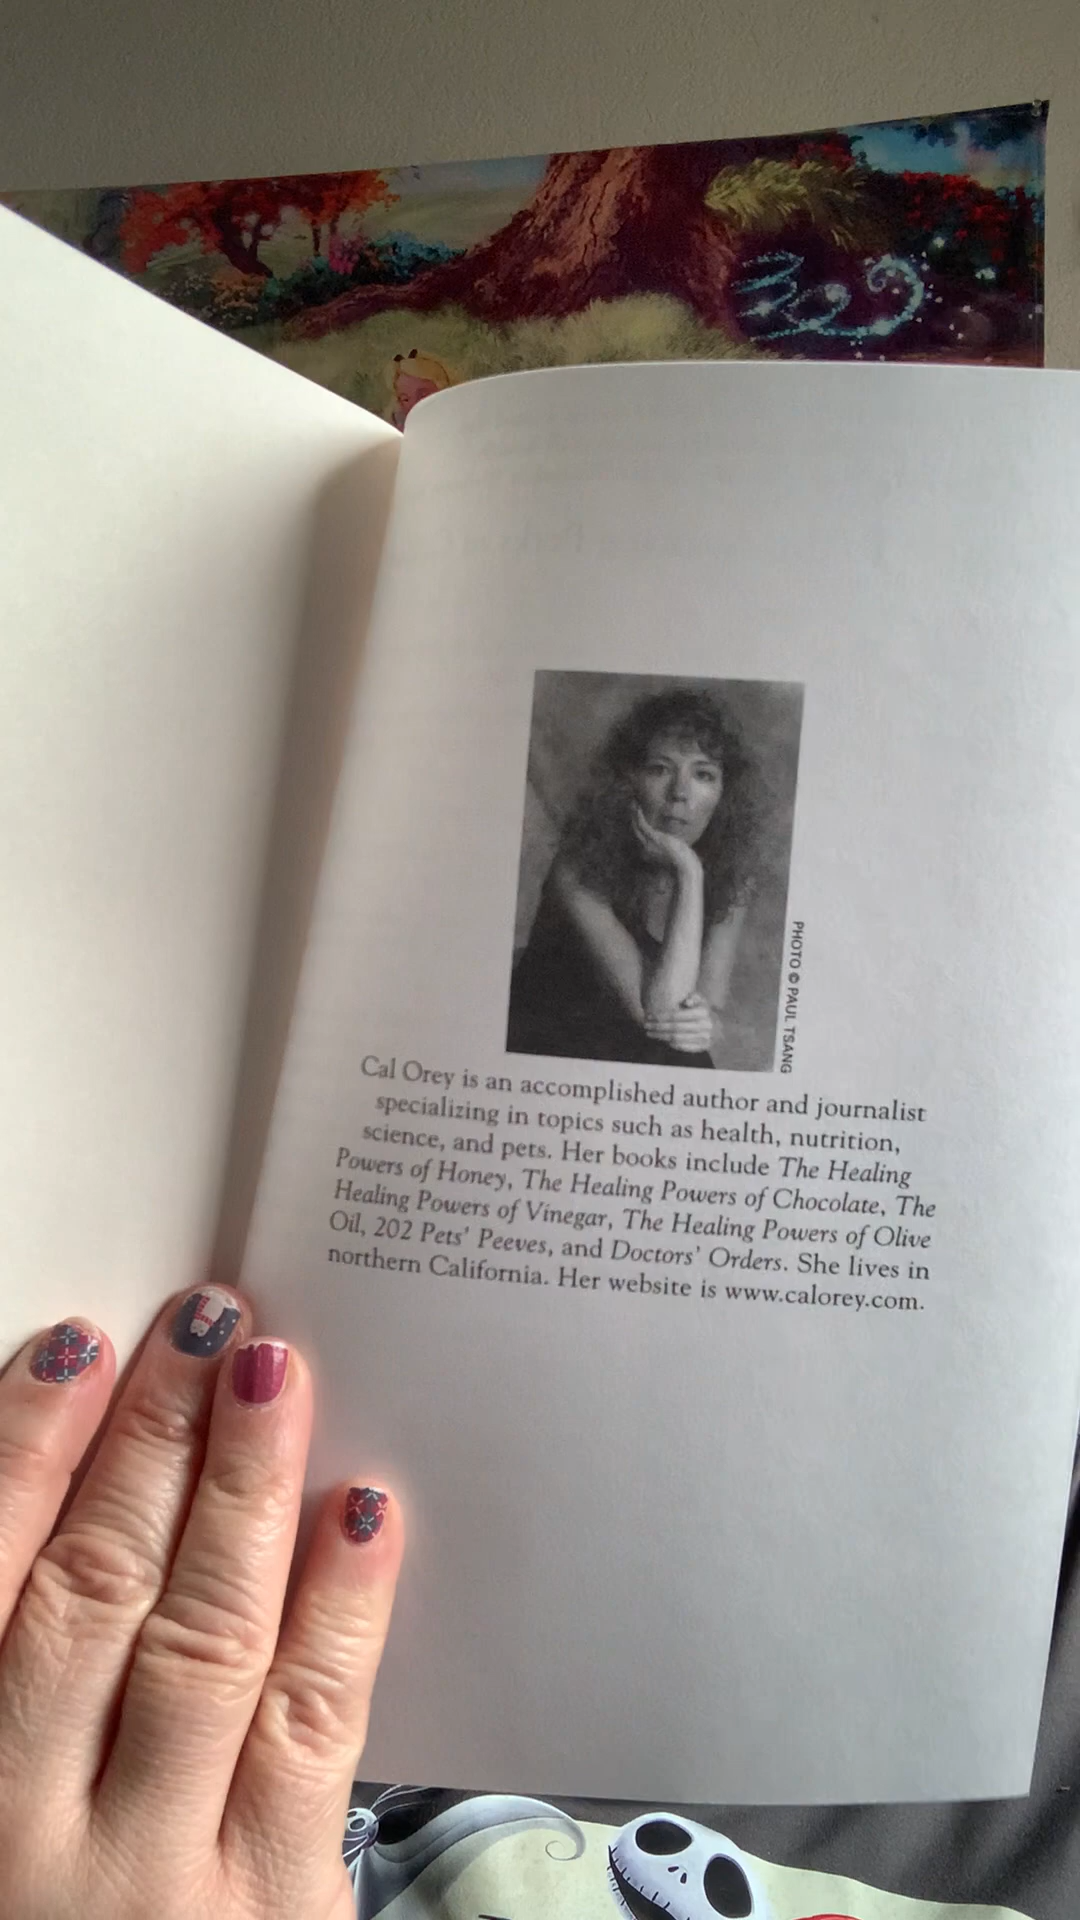 PHOTO © PAUL TSANG
Cal Orey is an accomplished author and journalist
specializing in topics such as health, nutrition,
science, and pets. Her books include The Healing
Powers of Honey, The Healing Powers of Chocolate, The
Healing Powers of Vinegar, The Healing Powers of Olive
Oil, 202 Pets' Peeves, and Doctors' Orders. She lives in
northern California. Her website is www.calorey.com.